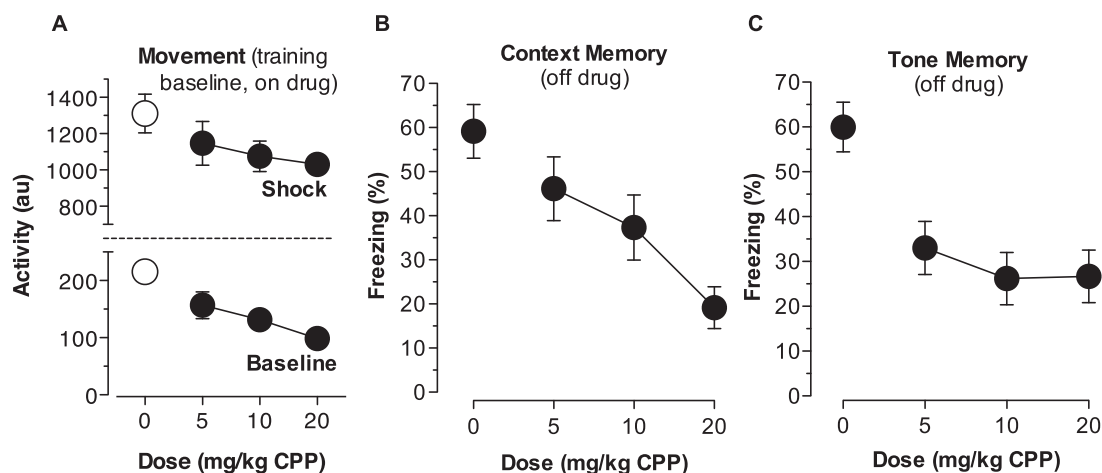 A
Movement (training
baseline, on drug)
Activity (au)
1400
1200
1000
800
Shock
200
100
0
Baseline
0 5 10 20
Dose (mg/kg CPP)
B
Context Memory
(off drug)
Freezing (%)
70
60
50
40
30
20
10
0
0 5 10 20
Dose (mg/kg CPP)
C
Tone Memory
(off drug)
Freezing (%)
70
60
50
40
30
20
10
0
0 5 10 20
Dose (mg/kg CPP)